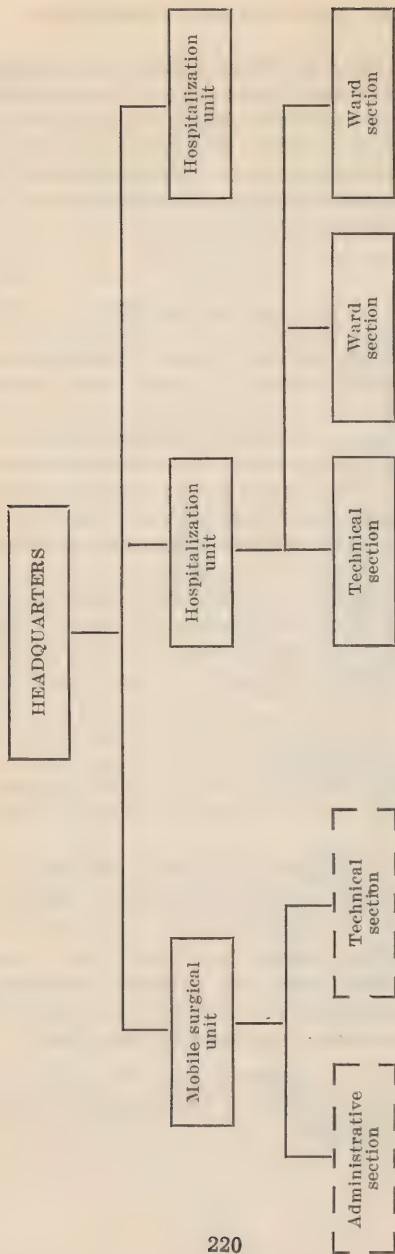 HEADQUARTERS
Mobile surgical
unit
Hospitalization
unit
Hospitalization
unit
Administrative
section
Technical
section
Technical
section
Ward
section
Ward
section
220